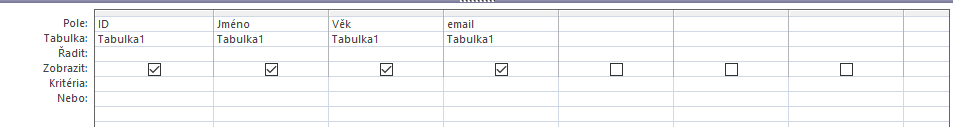 Pole: ID Jméno Věk email
Tabulka: Tabulka1 Tabulka1 Tabulka1 Tabulka1
Řadit:
Zobrazit:
Kritéria:
Nebo: